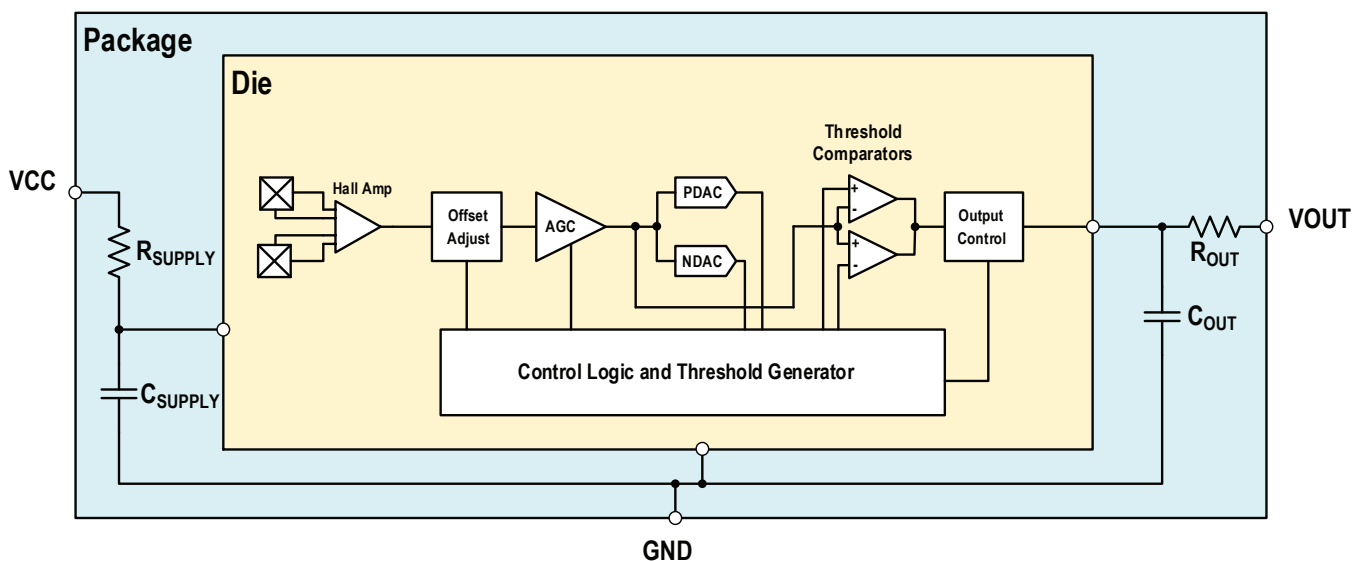 Package
Die
Threshold
Comparators
VCC
Hall Amp
PDAC
+
-
Offset
Adjust
AGC
Output
Control
VOUT
RSUPPLY
NDAC
+
-
ROUT
COUT
Control Logic and Threshold Generator
CSUPPLY
GND